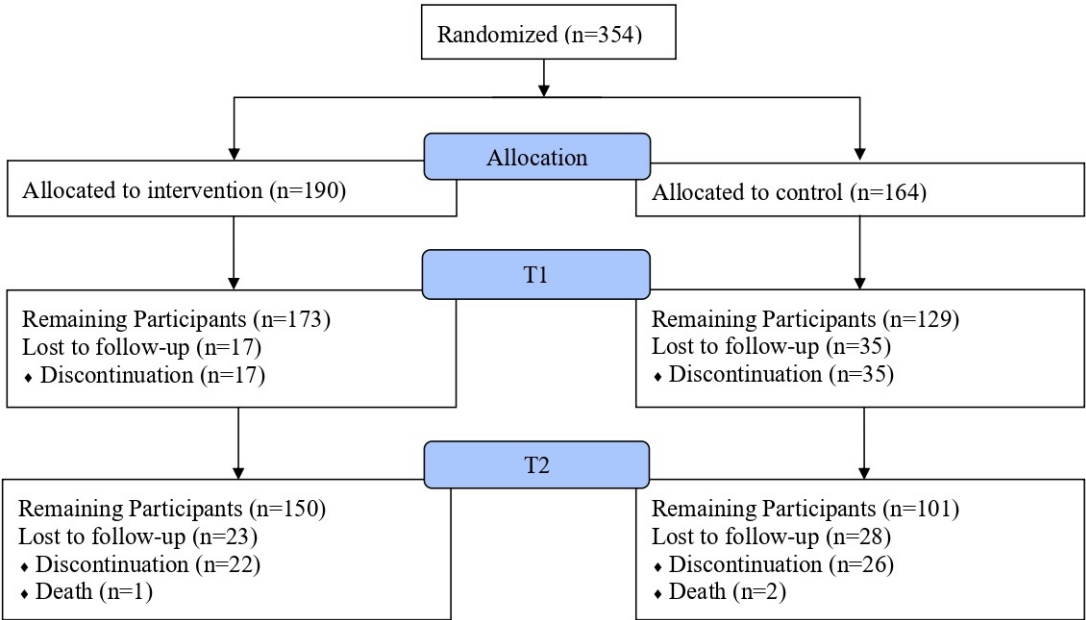 Randomized (n=354)
Allocation
Allocated to intervention (n=190)
Allocated to control (n=164)
T1
Remaining Participants (n=173)
Lost to follow-up (n=17)
♦ Discontinuation (n=17)
Remaining Participants (n=129)
Lost to follow-up (n=35)
♦ Discontinuation (n=35)
T2
Remaining Participants (n=150)
Lost to follow-up (n=23)
♦ Discontinuation (n=22)
♦ Death (n=1)
Remaining Participants (n=101)
Lost to follow-up (n=28)
♦ Discontinuation (n=26)
♦ Death (n=2)